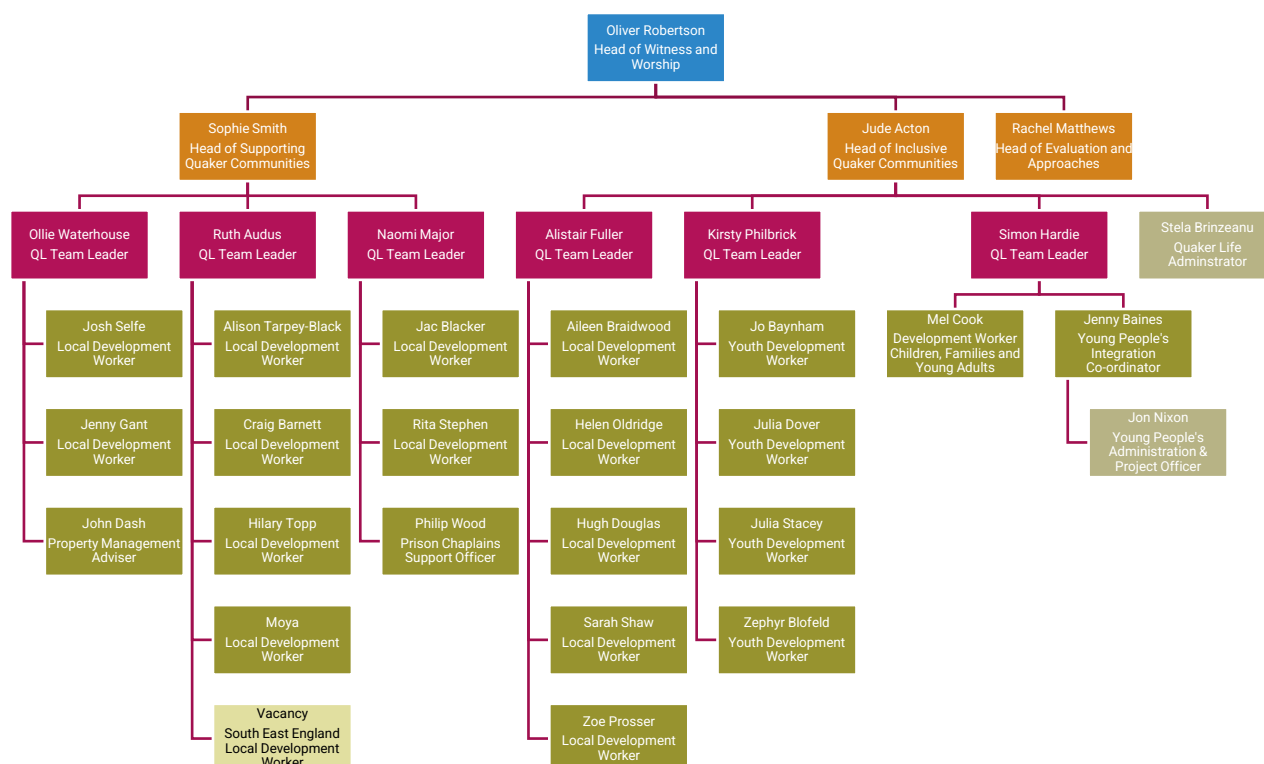 Oliver Robertson
Head of Witness and
Worship
Sophie Smith
Head of Supporting
Quaker Communities
Jude Acton
Head of Inclusive
Quaker Communities
Rachel Matthews
Head of Evaluation and
Approaches
Ollie Waterhouse
QL Team Leader
Ruth Audus
QL Team Leader
Naomi Major
QL Team Leader
Alistair Fuller
QL Team Leader
Kirsty Philbrick
QL Team Leader
Simon Hardie
QL Team Leader
Stela Brinzeanu
Quaker Life
Adminstrator
Josh Selfe
Local Development
Worker
Jenny Gant
Local Development
Worker
John Dash
Property Management
Adviser
Alison Tarpey-Black
Local Development
Worker
Craig Barnett
Local Development
Worker
Hilary Topp
Local Development
Worker
Moya
Local Development
Worker
Vacancy
South East England
Local Development
Worker
Jac Blacker
Local Development
Worker
Rita Stephen
Local Development
Worker
Philip Wood
Prison Chaplains
Support Officer
Aileen Braidwood
Local Development
Worker
Helen Oldridge
Local Development
Worker
Hugh Douglas
Local Development
Worker
Sarah Shaw
Local Development
Worker
Zoe Prosser
Local Development
Worker
Jo Baynham
Youth Development
Worker
Julia Dover
Youth Development
Worker
Julia Stacey
Youth Development
Worker
Zephyr Blofeld
Youth Development
Worker
Mel Cook
Development Worker
Children, Families and
Young Adults
Jenny Baines
Young People's
Integration
Co-ordinator
Jon Nixon
Young People's
Administration &
Project Officer